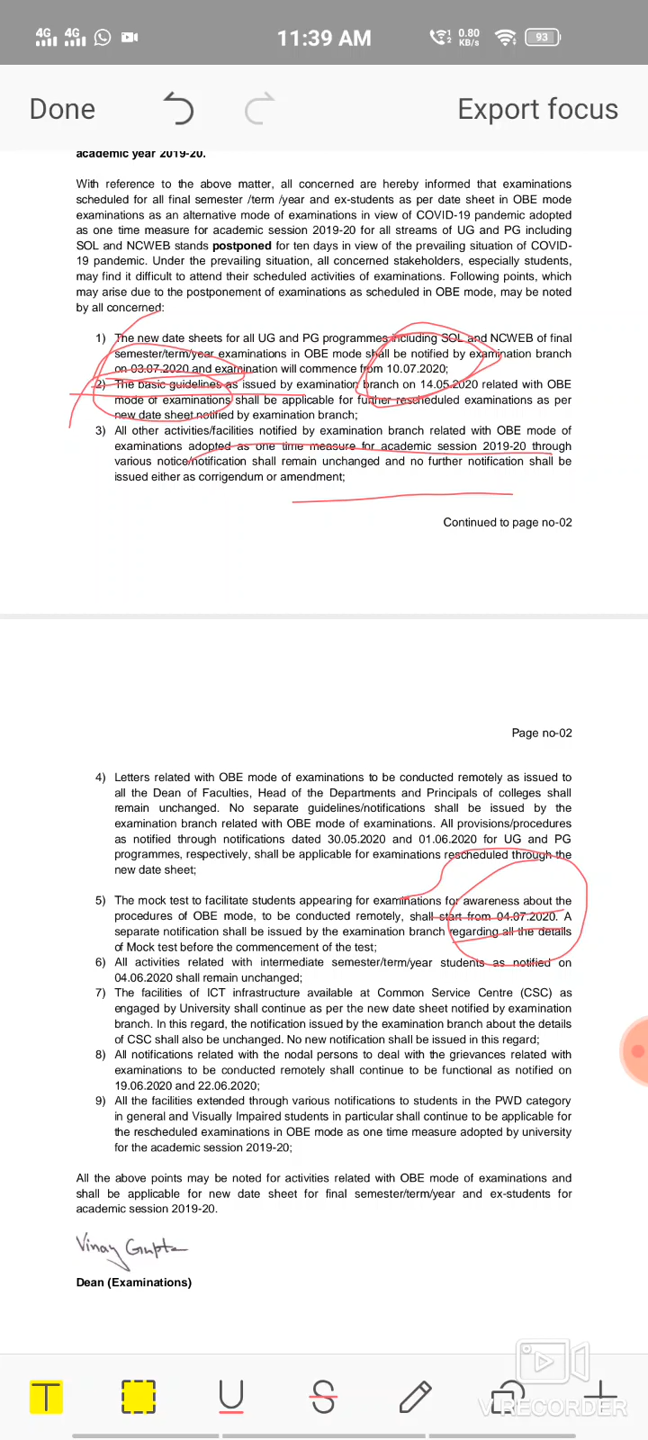 4G 4G 11:39 AM 1 2 0.80 KB/s 93
Done Export focus
academic year 2019-20.
With reference to the above matter, all concerned are hereby informed that examinations
scheduled for all final semester /term /year and ex-students as per date sheet in OBE mode
examinations as an alternative mode of examinations in view of COVID-19 pandemic adopted
as one time measure for academic session 2019-20 for all streams of UG and PG including
SOL and NCWEB stands postponed for ten days in view of the prevailing situation of COVID-
19 pandemic. Under the prevailing situation, all concerned stakeholders, especially students,
may find it difficult to attend their scheduled activities of examinations. Following points, which
may arise due to the postponement of examinations as scheduled in OBE mode, may be noted
by all concerned:
1) The new date sheets for all UG and PG programmes including SOL and NCWEB of final
semester/term/year examinations in OBE mode shall be notified by examination branch
on 03.07.2020 and examination will commence from 10.07.2020;
2) The basic guidelines as issued by examination branch on 14.05.2020 related with OBE
mode of examinations shall be applicable for further rescheduled examinations as per
new date sheet notified by examination branch;
3) All other activities/facilities notified by examination branch related with OBE mode of
examinations adopted as one time measure for academic session 2019-20 through
various notice/notification shall remain unchanged and no further notification shall be
issued either as corrigendum or amendment;
Continued to page no-02
Page no-02
4) Letters related with OBE mode of examinations to be conducted remotely as issued to
all the Dean of Faculties, Head of the Departments and Principals of colleges shall
remain unchanged. No separate guidelines/notifications shall be issued by the
examination branch related with OBE mode of examinations. All provisions/procedures
as notified through notifications dated 30.05.2020 and 01.06.2020 for UG and PG
programmes, respectively, shall be applicable for examinations rescheduled through the
new date sheet;
5) The mock test to facilitate students appearing for examinations for awareness about the
procedures of OBE mode, to be conducted remotely, shall start from 04.07.2020. A
separate notification shall be issued by the examination branch regarding all the details
of Mock test before the commencement of the test;
6) All activities related with intermediate semester/term/year students as notified on
04.06.2020 shall remain unchanged;
7) The facilities of ICT infrastructure available at Common Service Centre (CSC) as
engaged by University shall continue as per the new date sheet notified by examination
branch. In this regard, the notification issued by the examination branch about the details
of CSC shall also be unchanged. No new notification shall be issued in this regard;
8) All notifications related with the nodal persons to deal with the grievances related with
examinations to be conducted remotely shall continue to be functional as notified on
19.06.2020 and 22.06.2020;
9) All the facilities extended through various notifications to students in the PWD category
in general and Visually Impaired students in particular shall continue to be applicable for
the rescheduled examinations in OBE mode as one time measure adopted by university
for the academic session 2019-20;
All the above points may be noted for activities related with OBE mode of examinations and
shall be applicable for new date sheet for final semester/term/year and ex-students for
academic session 2019-20.
Vinay Gupta
Dean (Examinations)
T U S
V RECORDER